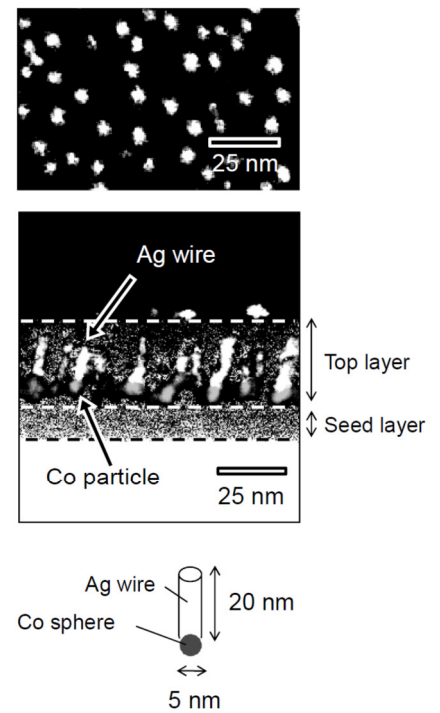 25 nm
Ag wire
Top layer
Seed layer
Co particle
25 nm
Ag wire
20 nm
Co sphere
5 nm